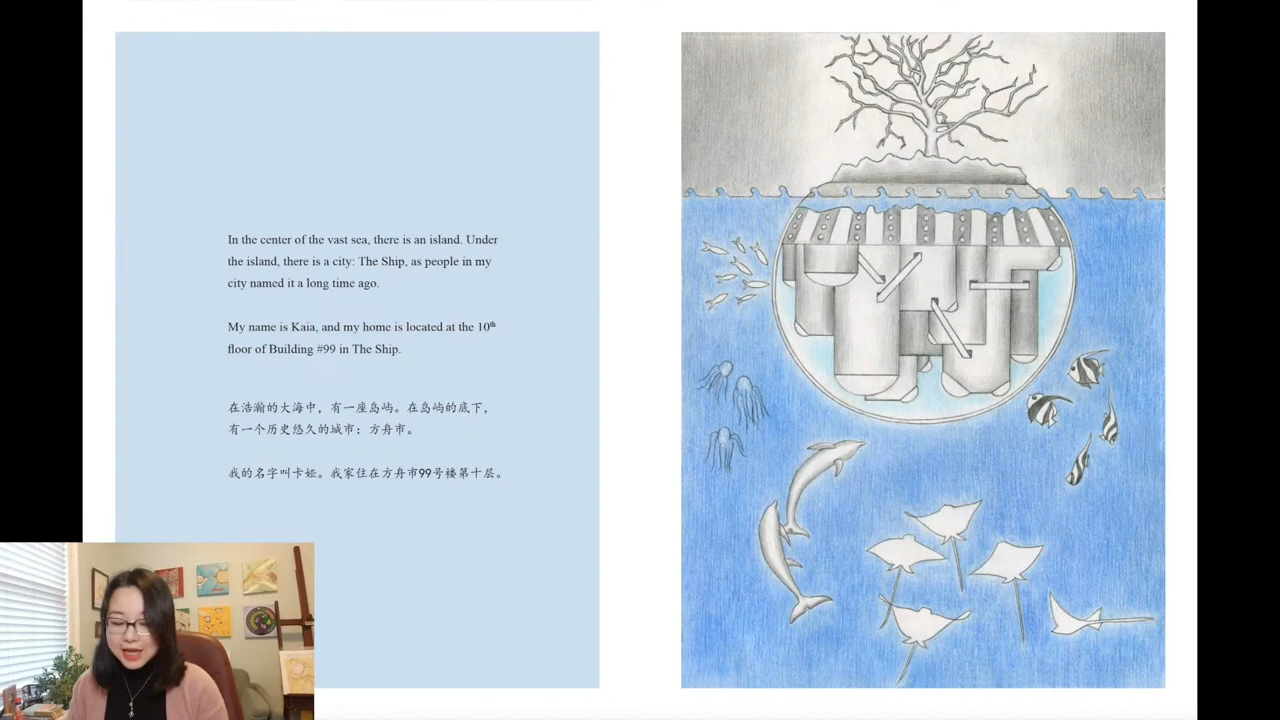 In the center of the vast sea, there is an island. Under
the island, there is a city: The Ship, as people in my
city named it a long time ago.
My name is Kaia, and my home is located at the 10th
floor of Building #99 in The Ship.
在浩瀚的大海中，有一座岛屿。在岛屿的底下，
有一个历史悠久的城市：方舟市。
我的名字叫卡娅。我家住在方舟市99号楼第十层。